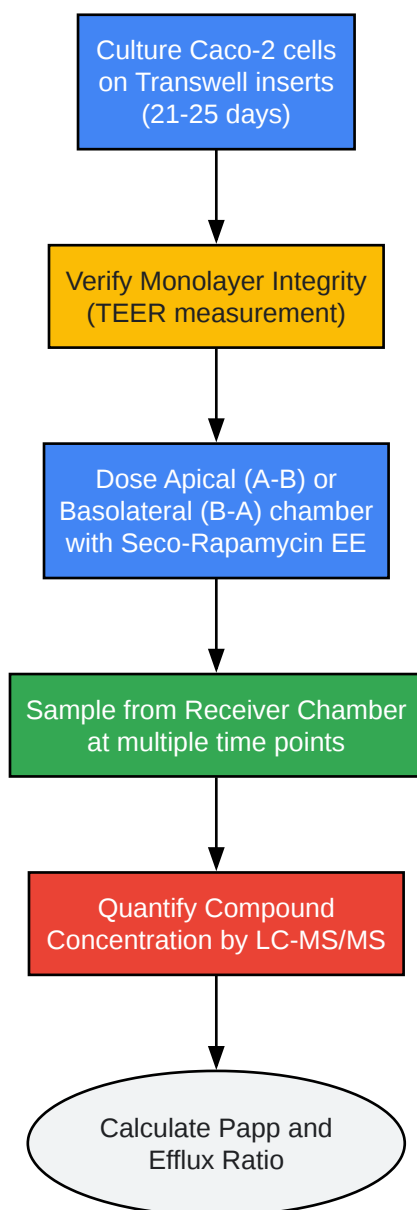 Culture Caco-2 cells
on Transwell inserts
(21-25 days)
Verify Monolayer Integrity
(TEER measurement)
Dose Apical (A-B) or
Basolateral (B-A) chamber
with Seco-Rapamycin EE
Sample from Receiver Chamber
at multiple time points
Quantify Compound
Concentration by LC-MS/MS
Calculate Papp and
Efflux Ratio